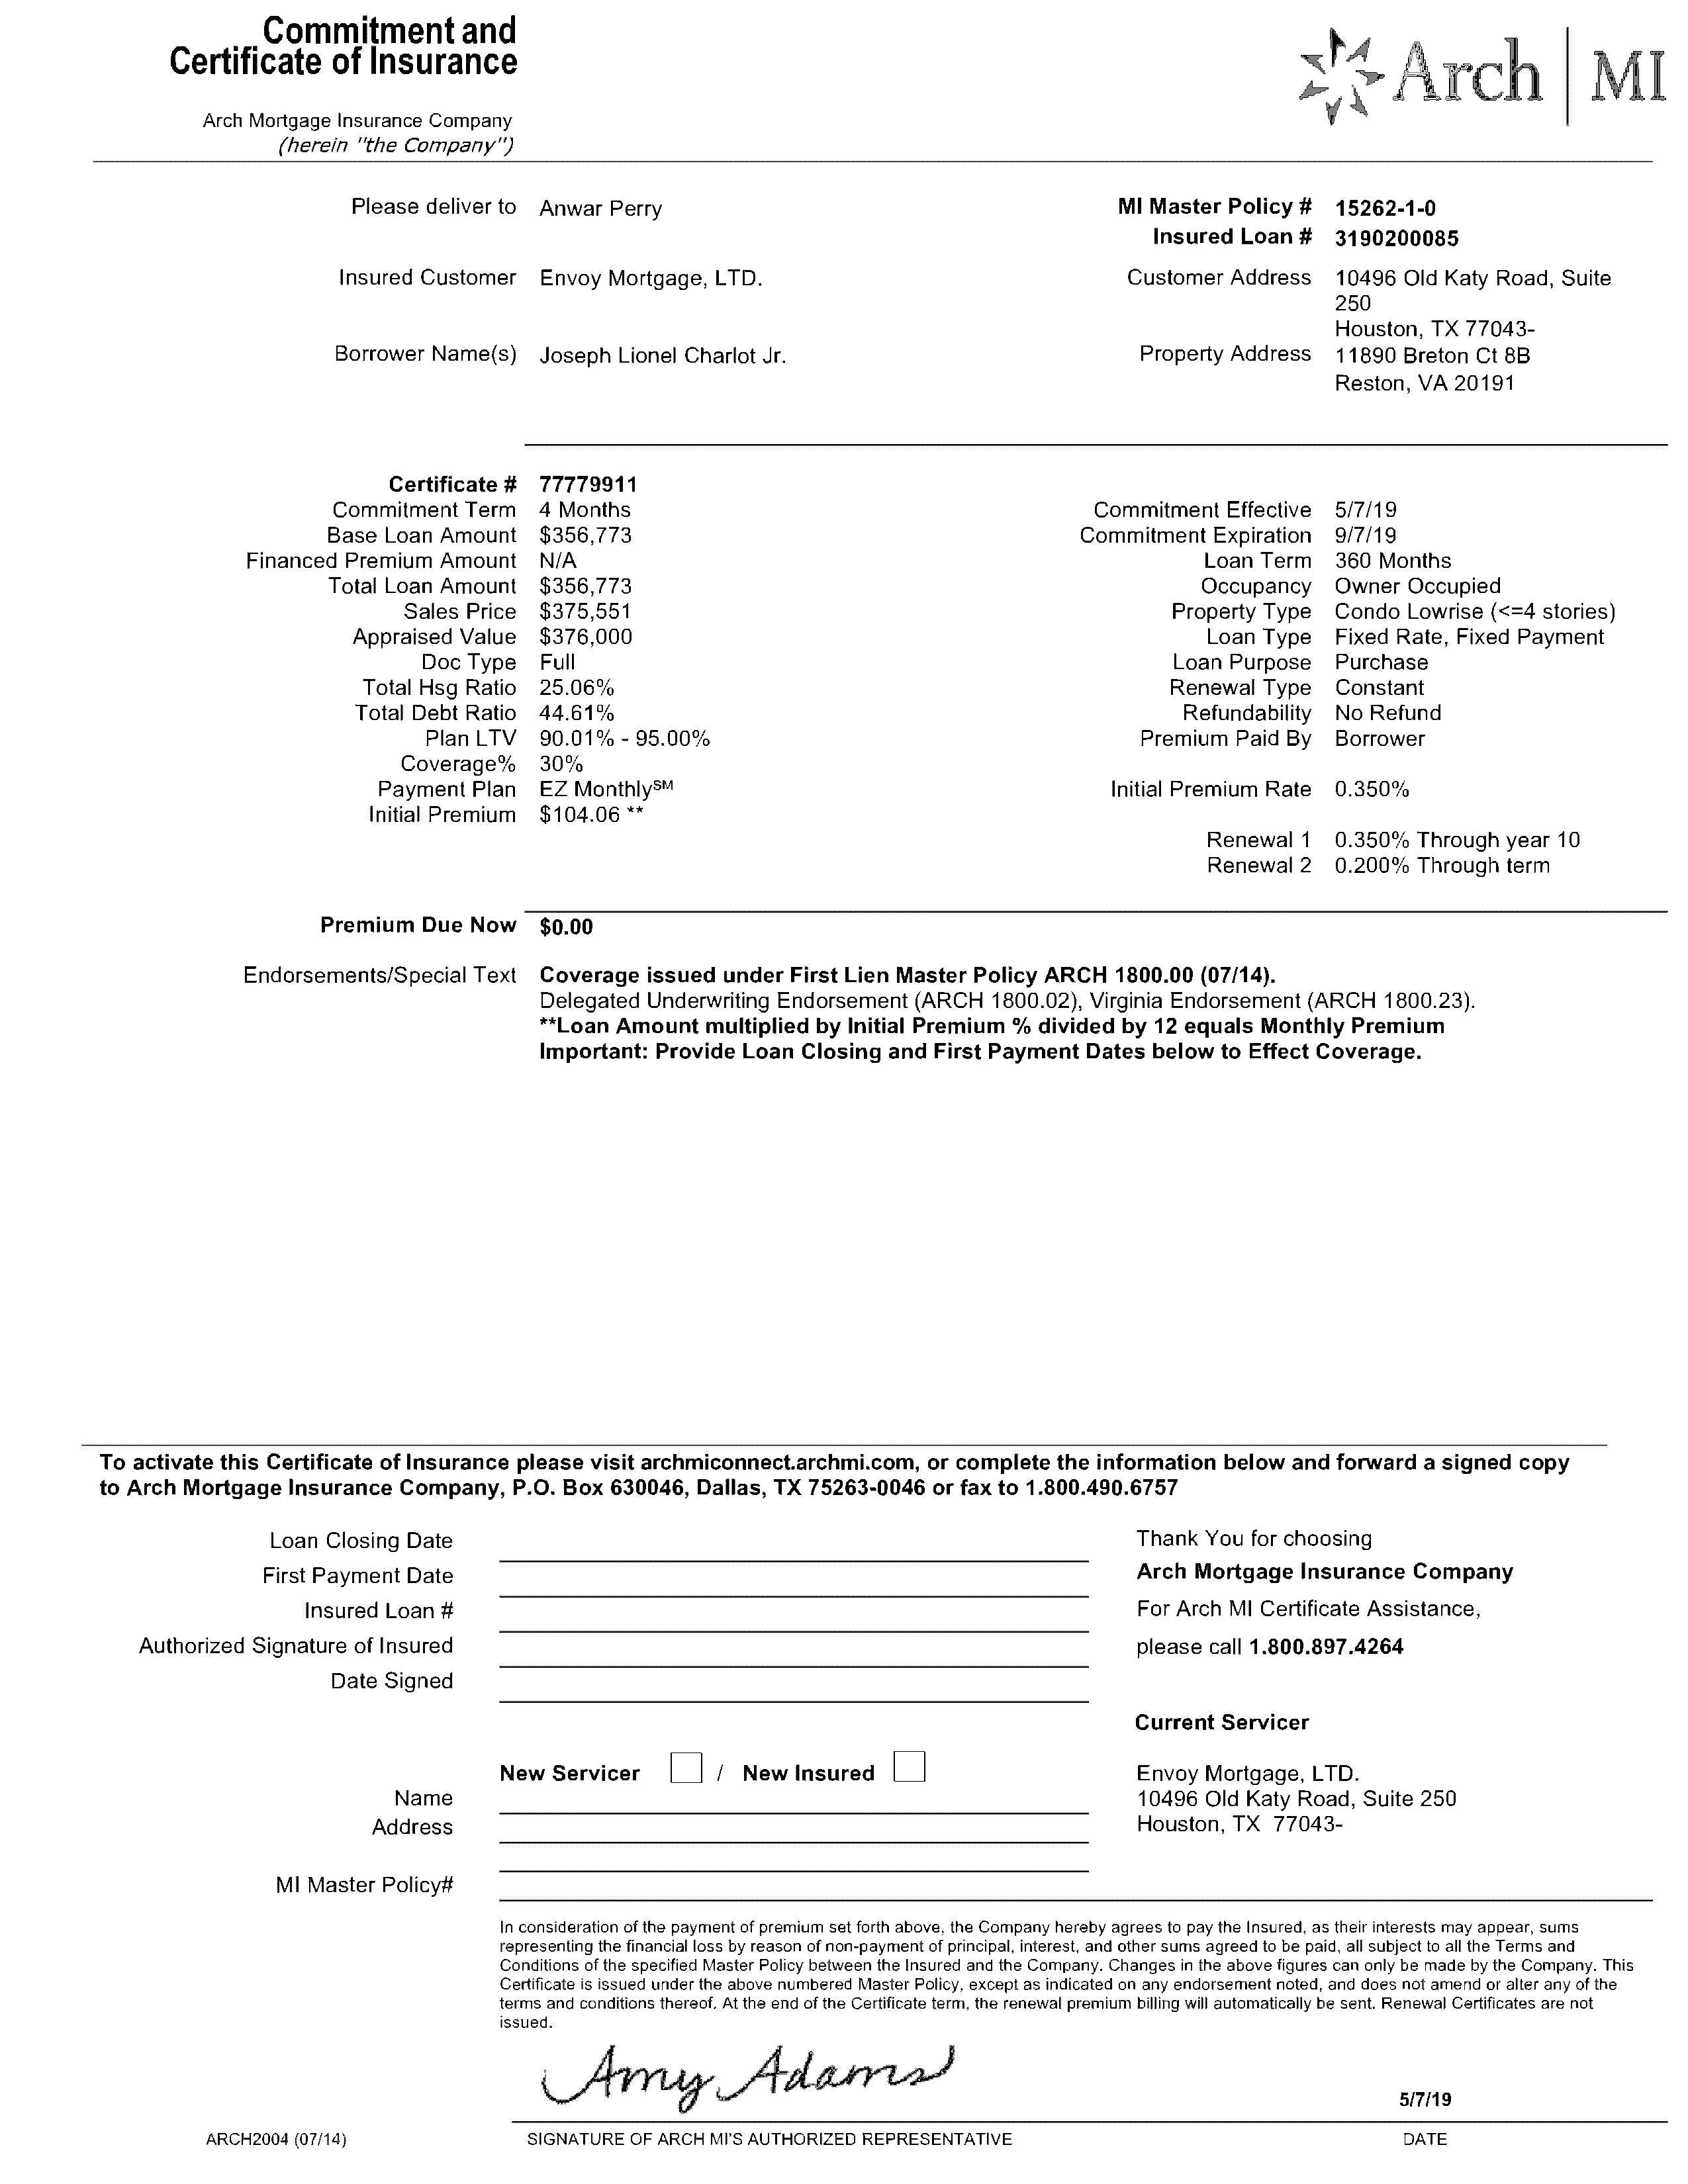 Commitment and
Certificate of Insurance
Arch | MI
Arch Mortgage Insurance Company
(herein "the Company")
Please deliver to Anwar Perry
MI Master Policy # 15262-1-0
Insured Loan # 3190200085
Insured Customer Envoy Mortgage, LTD.
Customer Address 10496 Old Katy Road, Suite
250
Houston, TX 77043-
Borrower Name(s) Joseph Lionel Charlot Jr.
Property Address 11890 Breton Ct 8B
Reston, VA 20191
Certificate # 77779911
Commitment Term 4 Months
Commitment Effective 5/7/19
Base Loan Amount $356,773
Commitment Expiration 9/7/19
Financed Premium Amount N/A
Loan Term 360 Months
Total Loan Amount $356,773
Occupancy Owner Occupied
Sales Price $375,551
Property Type Condo Lowrise (<=4 stories)
Appraised Value $376,000
Loan Type Fixed Rate, Fixed Payment
Doc Type Full
Loan Purpose Purchase
Total Hsg Ratio 25.06%
Renewal Type Constant
Total Debt Ratio 44.61%
Refundability No Refund
Plan LTV 90.01% - 95.00%
Premium Paid By Borrower
Coverage% 30%
Payment Plan EZ Monthly℠
Initial Premium Rate 0.350%
Initial Premium $104.06 **
Renewal 1 0.350% Through year 10
Renewal 2 0.200% Through term
Premium Due Now $0.00
Endorsements/Special Text Coverage issued under First Lien Master Policy ARCH 1800.00 (07/14).
Delegated Underwriting Endorsement (ARCH 1800.02), Virginia Endorsement (ARCH 1800.23).
**Loan Amount multiplied by Initial Premium % divided by 12 equals Monthly Premium
Important: Provide Loan Closing and First Payment Dates below to Effect Coverage.
To activate this Certificate of Insurance please visit archmiconnect.archmi.com, or complete the information below and forward a signed copy
to Arch Mortgage Insurance Company, P.O. Box 630046, Dallas, TX 75263-0046 or fax to 1.800.490.6757
Loan Closing Date
Thank You for choosing
First Payment Date
Arch Mortgage Insurance Company
Insured Loan #
For Arch MI Certificate Assistance,
Authorized Signature of Insured
please call 1.800.897.4264
Date Signed
Current Servicer
New Servicer / New Insured
Envoy Mortgage, LTD.
Name
10496 Old Katy Road, Suite 250
Address
Houston, TX 77043-
MI Master Policy#
In consideration of the payment of premium set forth above, the Company hereby agrees to pay the Insured, as their interests may appear, sums
representing the financial loss by reason of non-payment of principal, interest, and other sums agreed to be paid, all subject to all the Terms and
Conditions of the specified Master Policy between the Insured and the Company. Changes in the above figures can only be made by the Company. This
Certificate is issued under the above numbered Master Policy, except as indicated on any endorsement noted, and does not amend or alter any of the
terms and conditions thereof. At the end of the Certificate term, the renewal premium billing will automatically be sent. Renewal Certificates are not
issued.
Amy Adams
5/7/19
ARCH2004 (07/14)
SIGNATURE OF ARCH MI'S AUTHORIZED REPRESENTATIVE
DATE